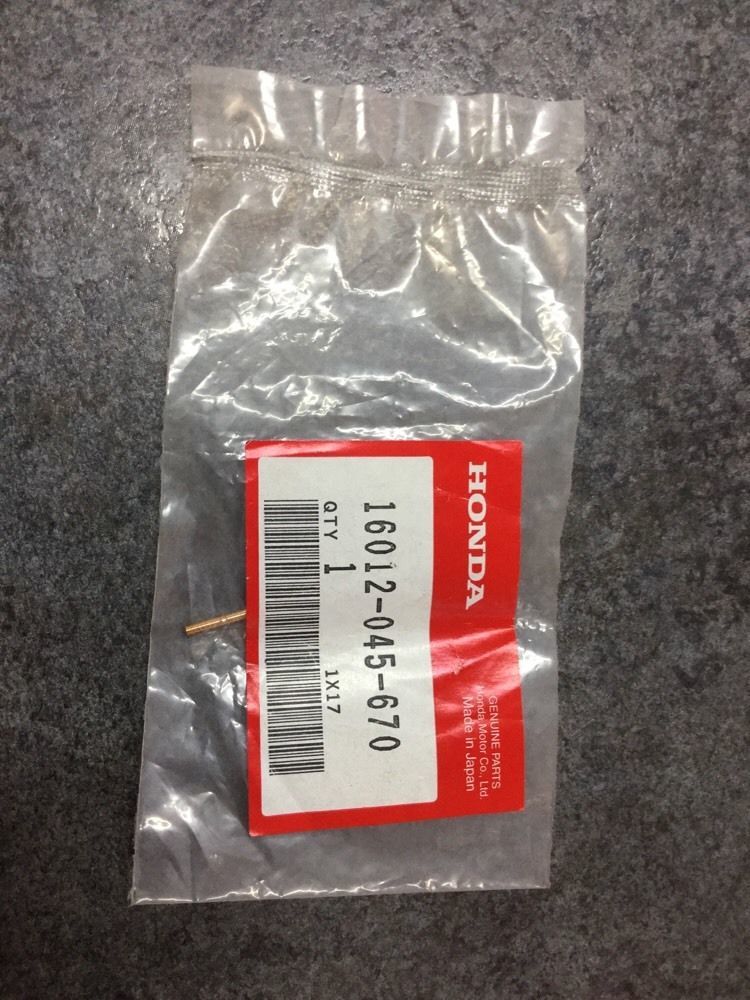 HONDA
GENUINE PARTS
Honda Motor Co., Ltd.
Made in Japan
16012-045-670
QTY 1 1X17